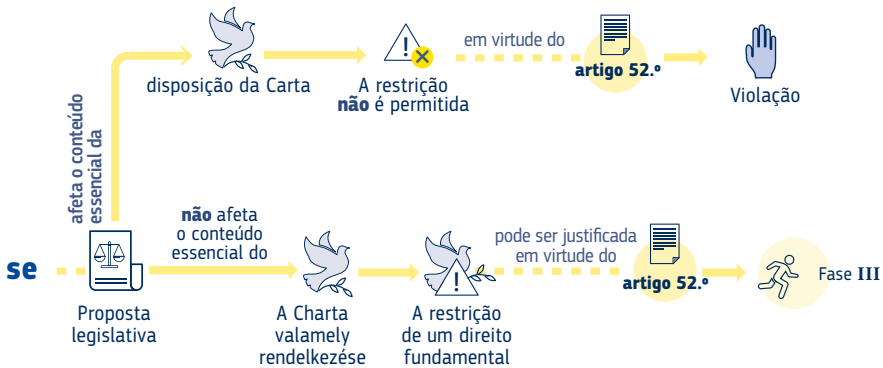 afeta o conteúdo
essencial da
disposição da Carta
A restrição
não é permitida
em virtude do
artigo 52.º
Violação
se
Proposta
legislativa
não afeta
o conteúdo
essencial do
A Charta
valamely
rendelkezése
A restrição
de um direito
fundamental
pode ser justificada
em virtude do
artigo 52.º
Fase III